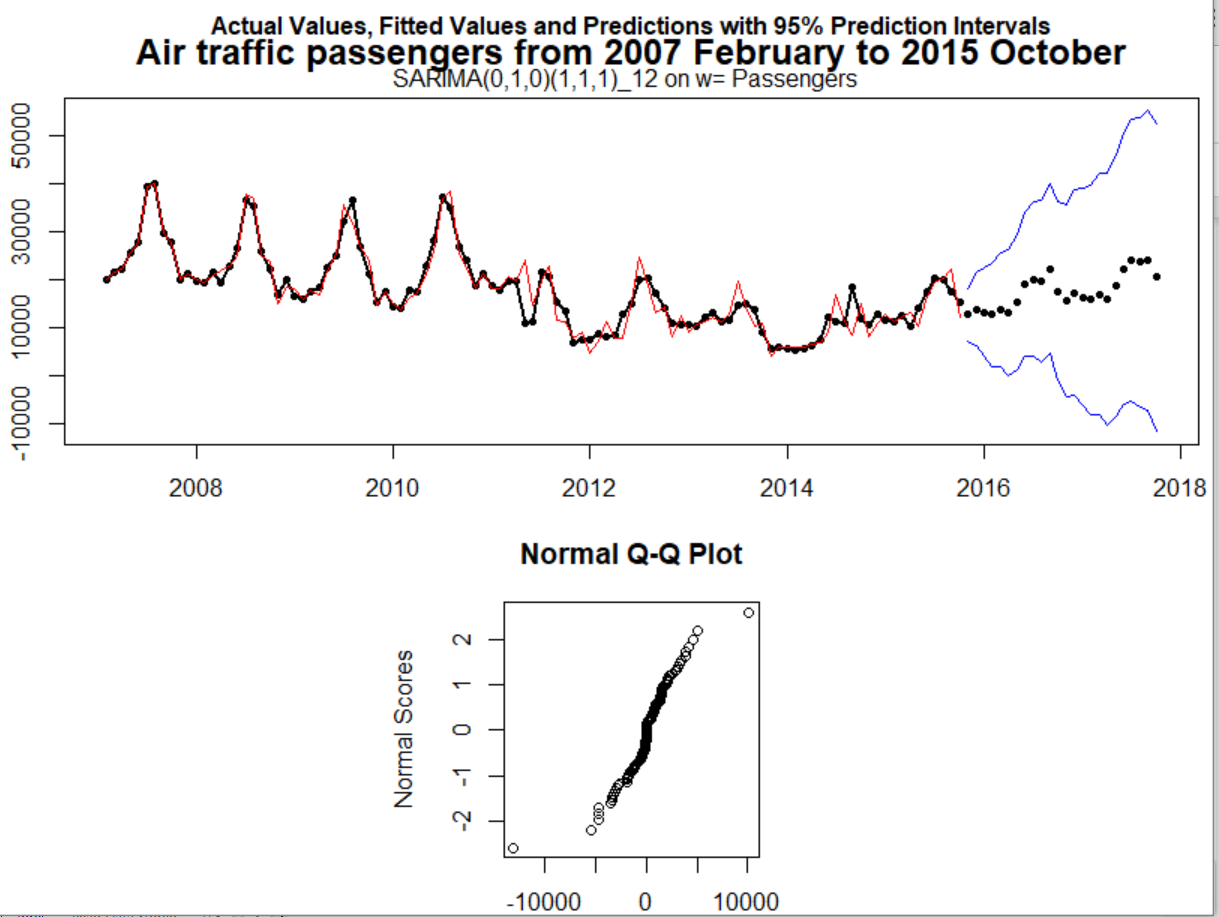 Actual Values, Fitted Values and Predictions with 95% Prediction Intervals
Air traffic passengers from 2007 February to 2015 October
SARIMA(0,1,0)(1,1,1)_12 on w= Passengers
50000
30000
10000
-10000
2008 2010 2012 2014 2016 2018
Normal Q-Q Plot
Normal Scores
2
1
0
-1
-2
-10000 0 10000